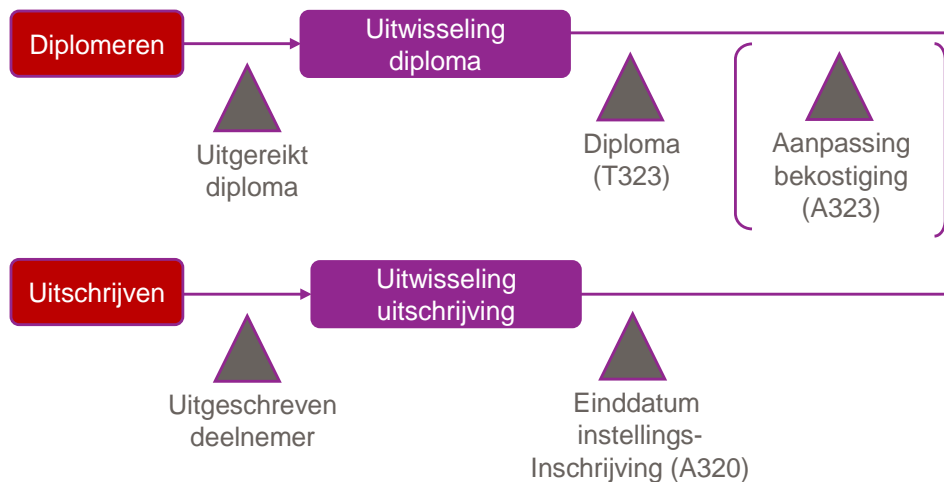 Diplomeren
Uitwisseling
diploma
Uitgereikt
diploma
Diploma
(T323)
Aanpassing
bekostiging
(A323)
Uitschrijven
Uitwisseling
uitschrijving
Uitgeschreven
deelnemer
Einddatum
instellings-
Inschrijving (A320)